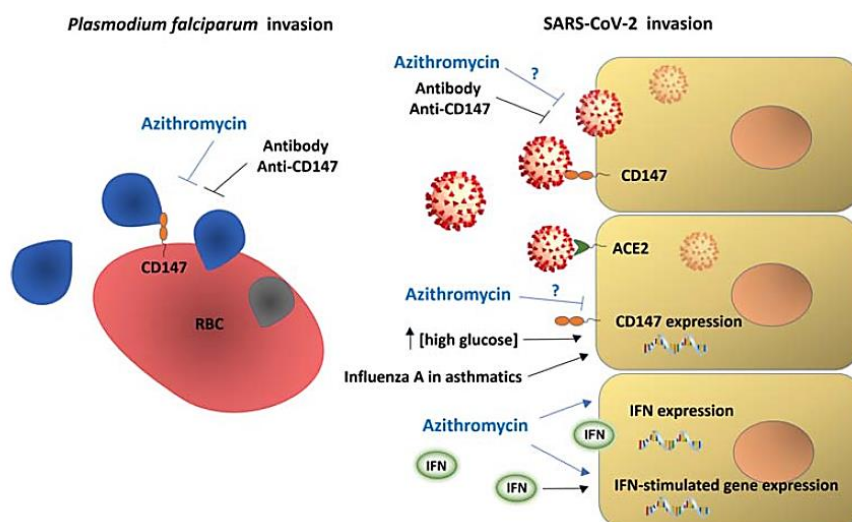 Plasmodium falciparum invasion
Azithromycin
Antibody
Anti-CD147
CD147
RBC
SARS-CoV-2 invasion
Azithromycin
?
Antibody
Anti-CD147
CD147
ACE2
?
Azithromycin
CD147 expression
↑ [high glucose]
Influenza A in asthmatics
IFN expression
Azithromycin
IFN
IFN
IFN
IFN-stimulated gene expression